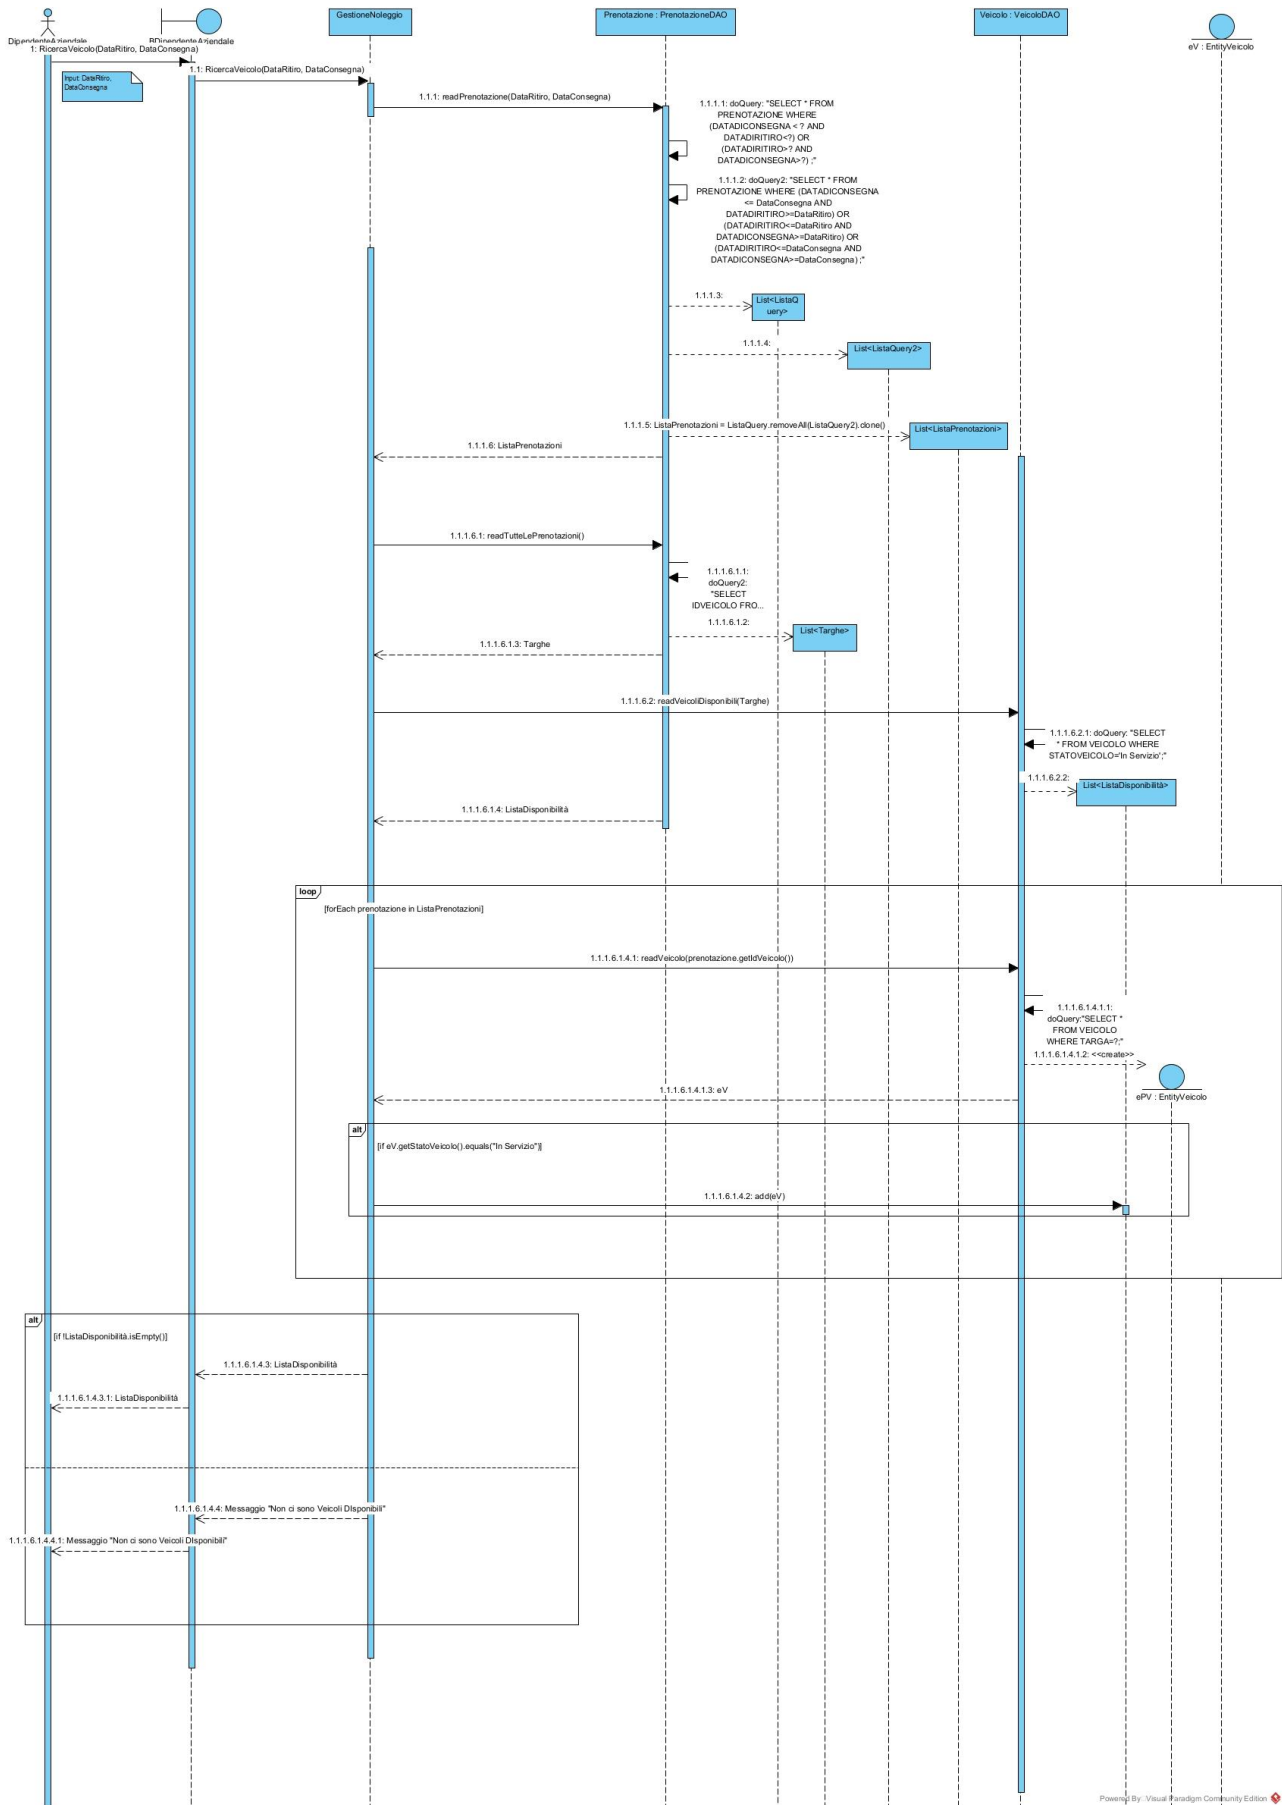 GestioneNoleggio
Prenotazione : PrenotazioneDAO
Veicolo : VeicoloDAO
DipendenteAziendale
BDipendenteAziendale
eV : EntityVeicolo
1: RicercaVeicolo(DataRitiro, DataConsegna)
1.1: RicercaVeicolo(DataRitiro, DataConsegna)
Input: DataRitiro,
DataConsegna
1.1.1: readPrenotazione(DataRitiro, DataConsegna)
1.1.1.1: doQuery: "SELECT * FROM
PRENOTAZIONE WHERE
(DATADICONSEGNA < ? AND
DATADIRITIRO<?) OR
(DATADIRITIRO>? AND
DATADICONSEGNA>?) ;"
1.1.1.2: doQuery2: "SELECT * FROM
PRENOTAZIONE WHERE (DATADICONSEGNA
<= DataConsegna AND
DATADIRITIRO>=DataRitiro) OR
(DATADIRITIRO<=DataRitiro AND
DATADICONSEGNA>=DataRitiro) OR
(DATADIRITIRO<=DataConsegna AND
DATADICONSEGNA>=DataConsegna) ;"
1.1.1.3:
List<ListaQ
uery>
1.1.1.4:
List<ListaQuery2>
1.1.1.5: ListaPrenotazioni = ListaQuery.removeAll(ListaQuery2).clone()
List<ListaPrenotazioni>
1.1.1.6: ListaPrenotazioni
1.1.1.6.1: readTutteLePrenotazioni()
1.1.1.6.1.1:
doQuery2:
"SELECT
IDVEICOLO FRO...
1.1.1.6.1.2:
List<Targhe>
1.1.1.6.1.3: Targhe
1.1.1.6.2: readVeicoliDisponibili(Targhe)
1.1.1.6.2.1: doQuery: "SELECT
* FROM VEICOLO WHERE
STATOVEICOLO='In Servizio';"
1.1.1.6.2.2:
List<ListaDisponibilità>
1.1.1.6.1.4: ListaDisponibilità
loop
[forEach prenotazione in ListaPrenotazioni]
1.1.1.6.1.4.1: readVeicolo(prenotazione.getIdVeicolo())
1.1.1.6.1.4.1.1:
doQuery:"SELECT *
FROM VEICOLO
WHERE TARGA=?;"
1.1.1.6.1.4.1.2: <<create>>
ePV : EntityVeicolo
1.1.1.6.1.4.1.3: eV
alt
[if eV.getStatoVeicolo().equals("In Servizio")]
1.1.1.6.1.4.2: add(eV)
alt
[if !ListaDisponibilità.isEmpty()]
1.1.1.6.1.4.3: ListaDisponibilità
1.1.1.6.1.4.3.1: ListaDisponibilità
1.1.1.6.1.4.4: Messaggio "Non ci sono Veicoli DIsponibili"
1.1.1.6.1.4.4.1: Messaggio "Non ci sono Veicoli DIsponibili"
Powered By Visual Paradigm Community Edition